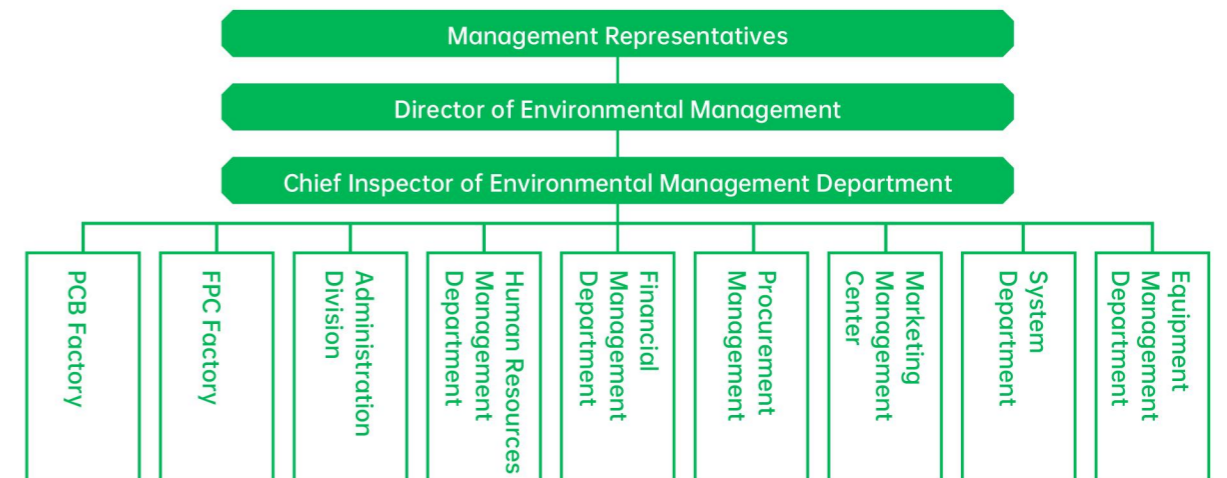 Management Representatives
Director of Environmental Management
Chief Inspector of Environmental Management Department
PCB Factory
FPC Factory
Administration
Division
Human Resources
Management
Department
Financial
Management
Department
Procurement
Management
Marketing
Management
Center
System
Department
Equipment
Management
Department